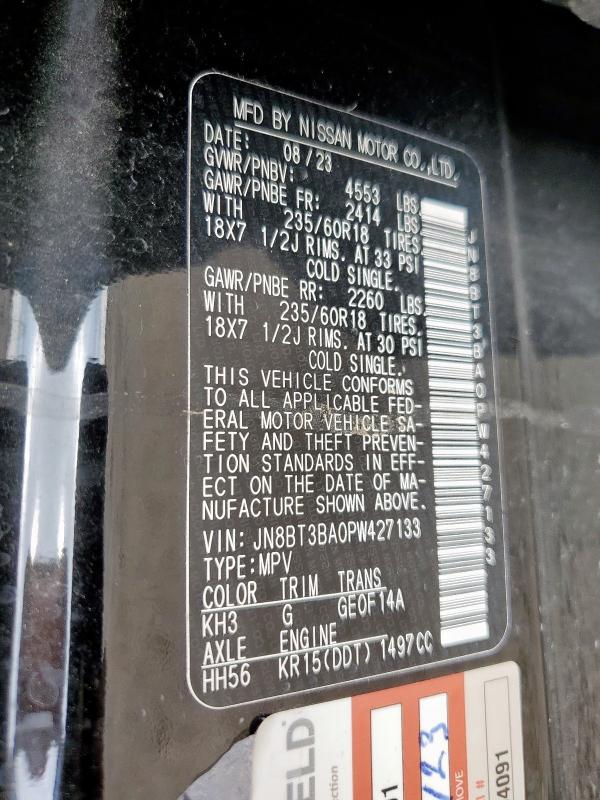 MFD BY NISSAN MOTOR CO.,LTD.
DATE: 08/23
GVWR/PNBV: 4553 LBS
GAWR/PNBE FR: 2414 LBS
WITH 235/60R18 TIRES,
18X7 1/2J RIMS. AT 33 PSI
COLD SINGLE.
GAWR/PNBE RR: 2260 LBS
WITH 235/60R18 TIRES,
18X7 1/2J RIMS. AT 30 PSI
COLD SINGLE.
THIS VEHICLE CONFORMS
TO ALL APPLICABLE FED-
ERAL MOTOR VEHICLE SA-
FETY AND THEFT PREVEN-
TION STANDARDS IN EFF-
ECT ON THE DATE OF MA-
NUFACTURE SHOWN ABOVE.
VIN: JN8BT3BA0PW427133
TYPE:MPV
COLOR TRIM TRANS
KH3 G GE0F14A
AXLE ENGINE
HH56 KR15(DDT) 1497CC
JN8BT3BA0PW427133
ELD
ction
123
OVE
#
4091